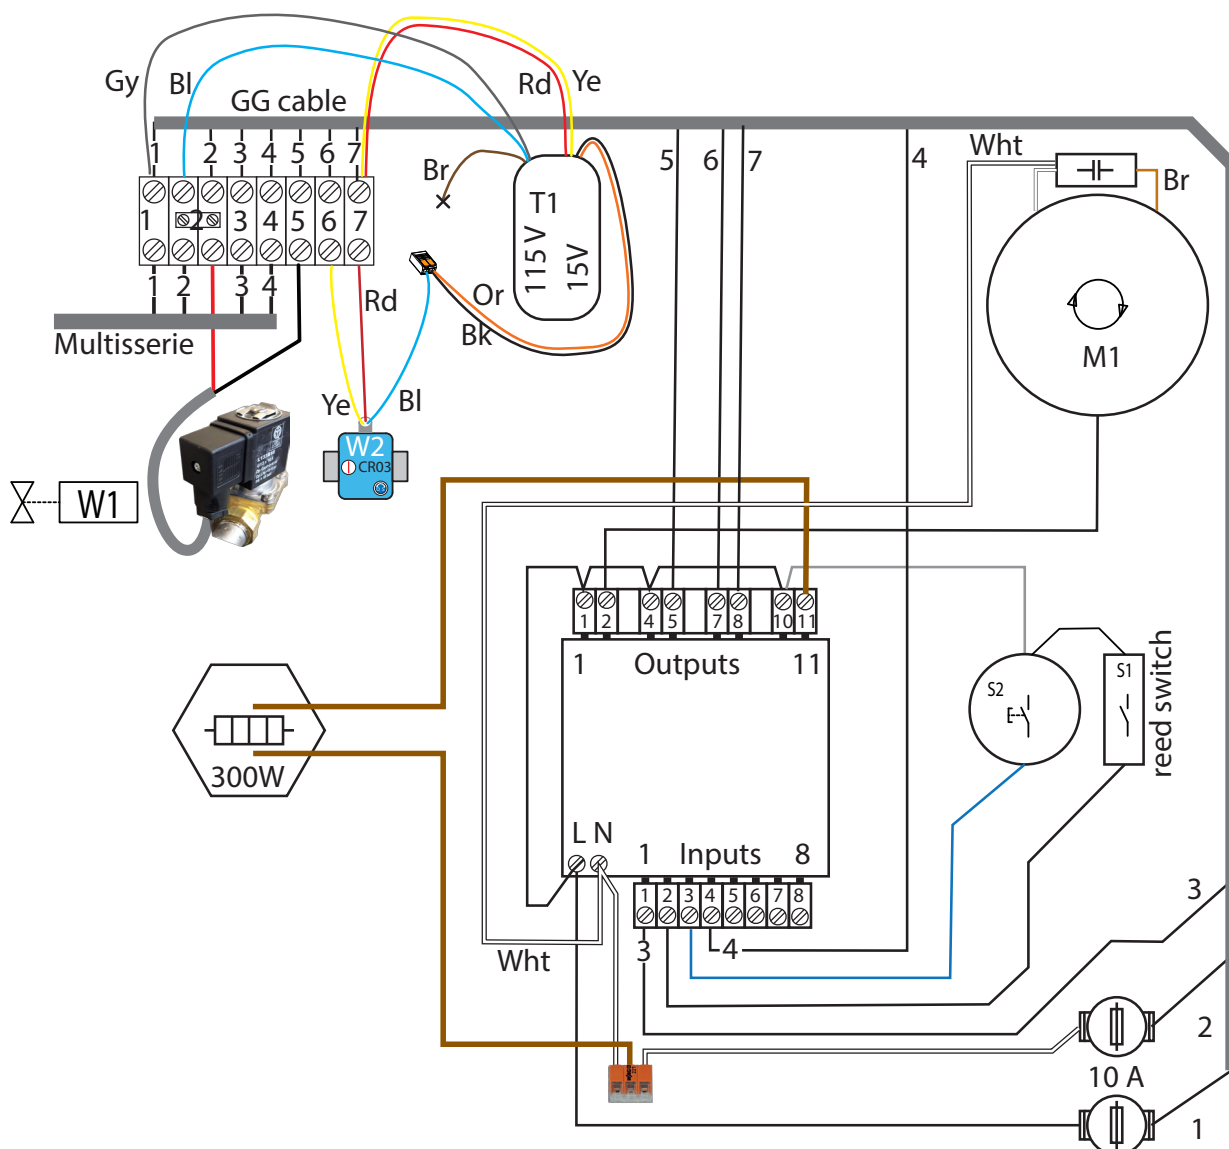 Gy
Bl
Rd
Ye
GG cable
1 2 3 4 5 6 7
5 6 7 4
Wht
Br
Br
T1
115 V
15V
1 2 3 4 5 6 7
1 2 3 4
Or
Bk
Rd
Multisserie
M1
Ye
Bl
W2
CR03
W1
1 2 4 5 7 8 10 11
1 Outputs 11
S2
S1
reed switch
300W
L N
1 Inputs 8
1 2 3 4 5 6 7 8
3
3
4
Wht
2
10 A
1